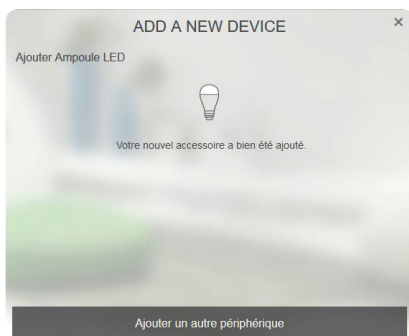 ADD A NEW DEVICE
×
Ajouter Ampoule LED
Votre nouvel accessoire a bien été ajouté.
Ajouter un autre périphérique